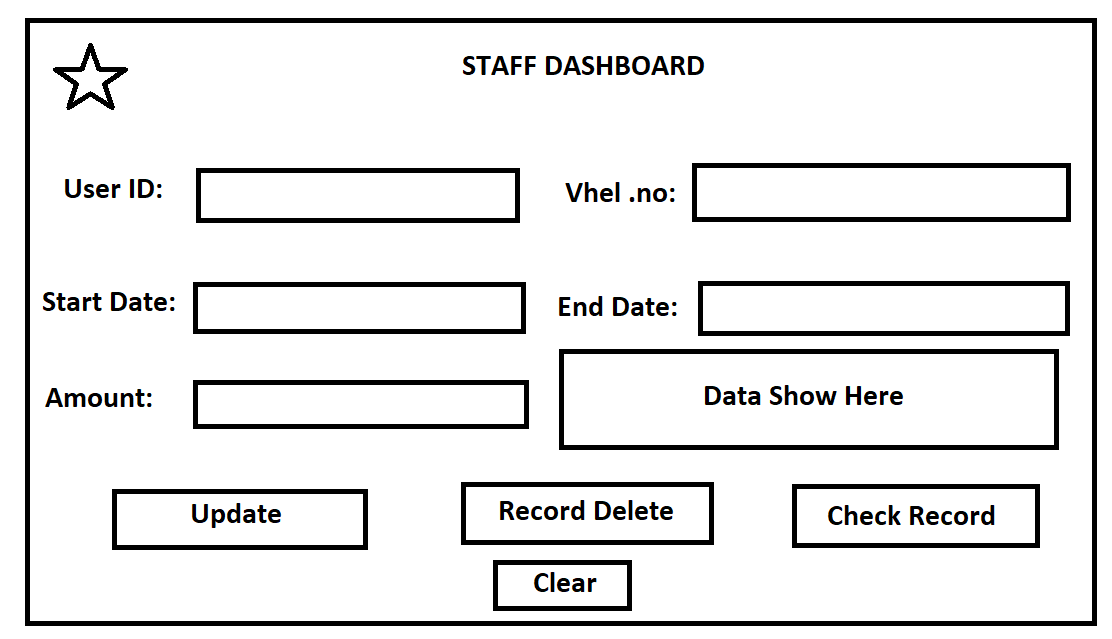 STAFF DASHBOARD
User ID:
Vhel .no:
Start Date:
End Date:
Amount:
Data Show Here
Update
Record Delete
Check Record
Clear